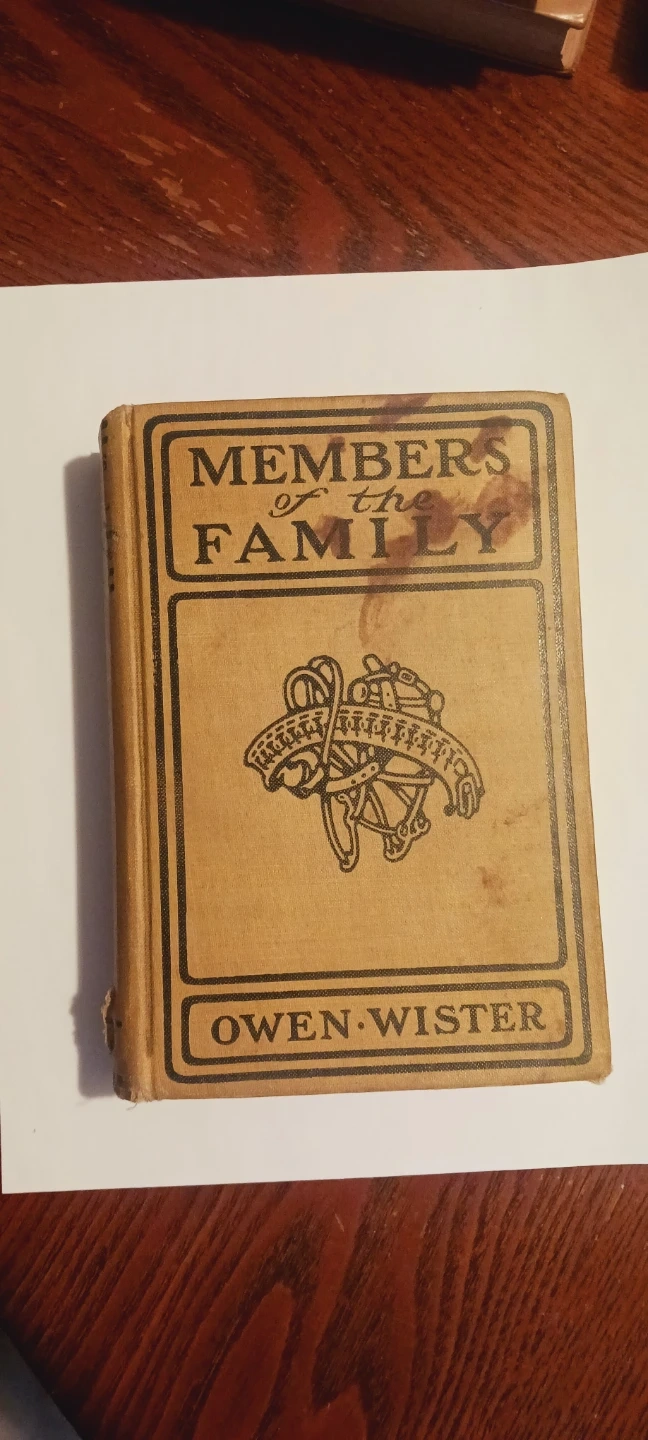 MEMBERS
of the
FAMILY
OWEN·WISTER